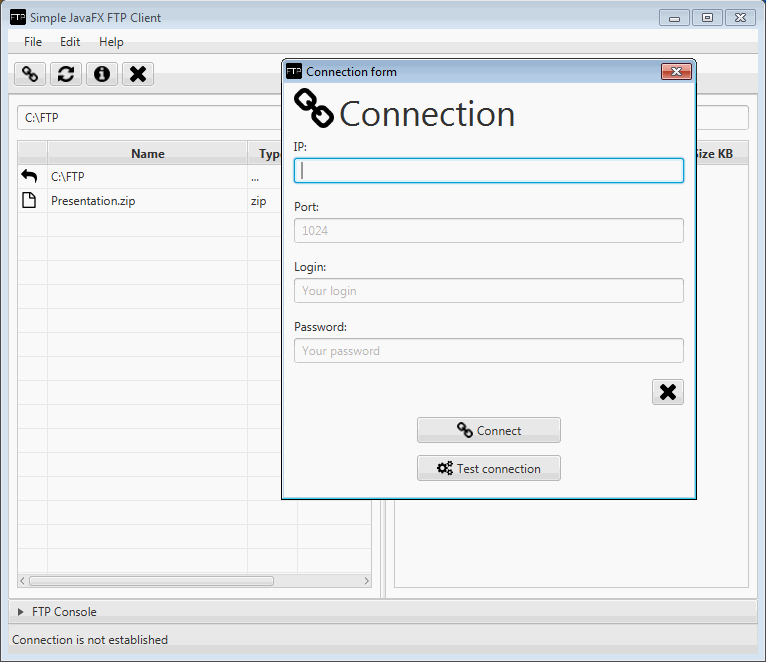 FTP Simple JavaFX FTP Client
File Edit Help
C:\FTP
Name
C:\FTP ...
Presentation.zip zip
Size KB
FTP Connection form
Connection
IP:
Port:
1024
Login:
Your login
Password:
Your password
Connect
Test connection
FTP Console
Connection is not established